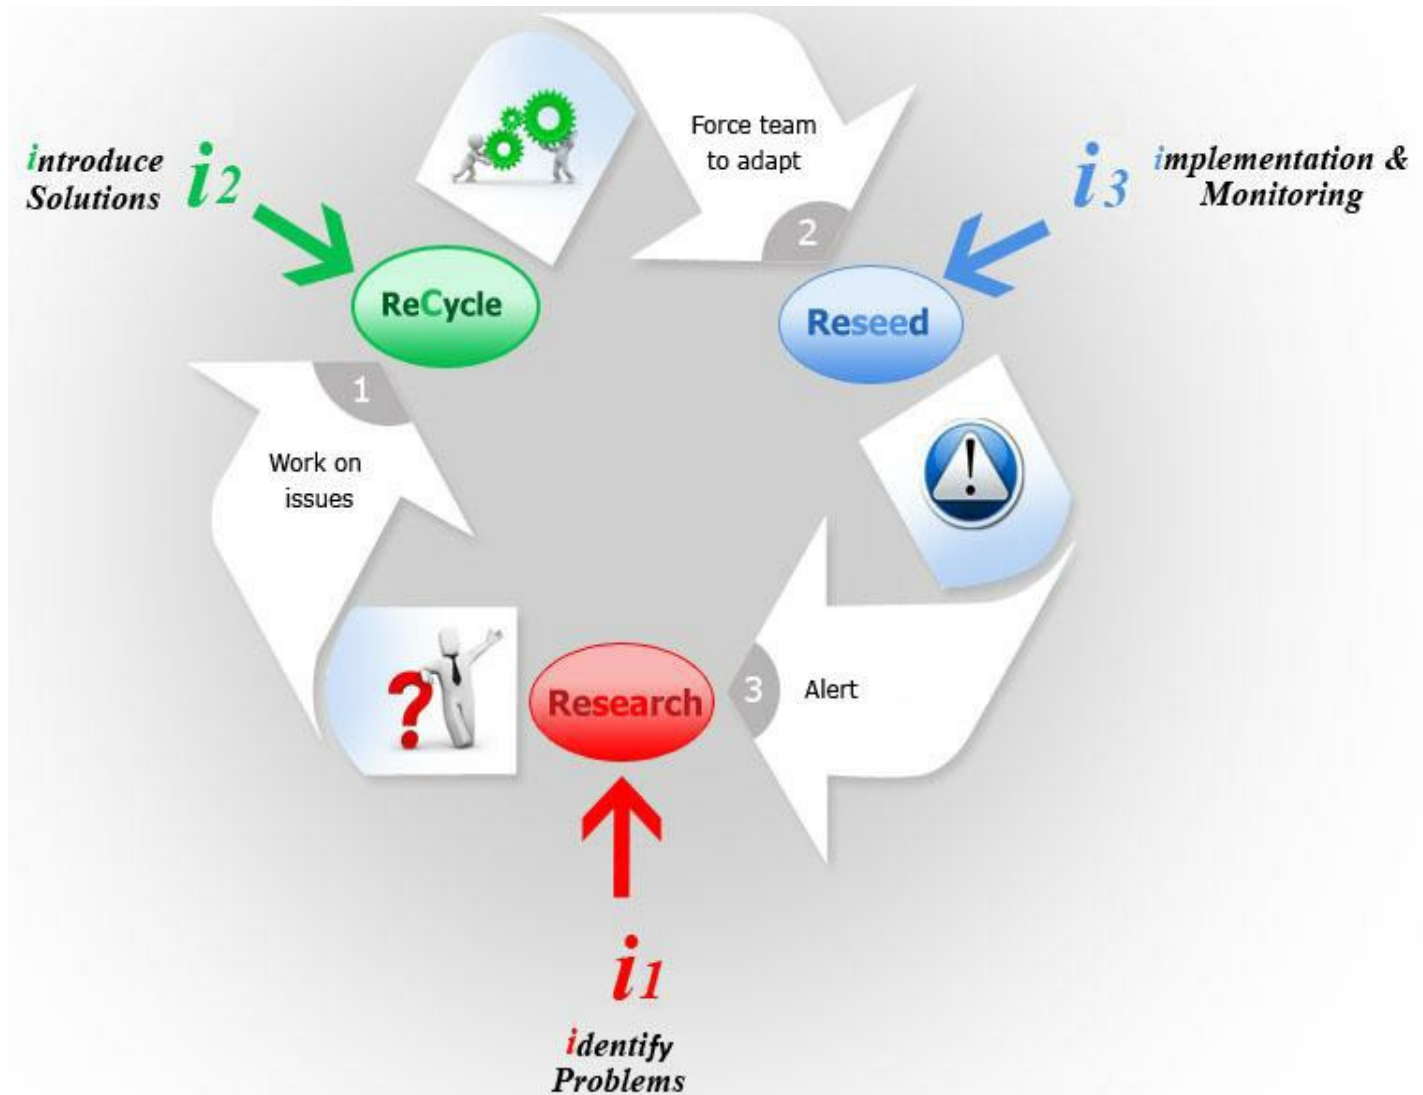 Force team
to adapt
2
introduce
Solutions
i2
i3
implementation &
Monitoring
ReCycle
Reseed
1
Work on
issues
!
?
Research
3
Alert
i1
identify
Problems